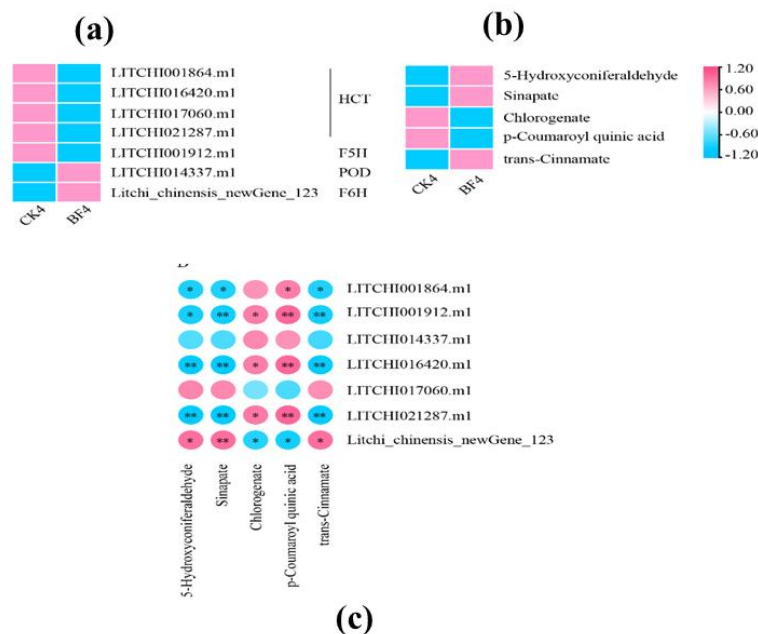 (a)
LITCHI001864.m1
LITCHI016420.m1
LITCHI017060.m1
LITCHI021287.m1
HCT
LITCHI001912.m1 F5H
LITCHI014337.m1 POD
Litchi_chinensis_newGene_123 F6H
CK4 BF4
(b)
5-Hydroxyconiferaldehyde
Sinapate
Chlorogenate
p-Coumaroyl quinic acid
trans-Cinnamate
CK4 BF4
1.20
0.60
0.00
-0.60
-1.20
* * * * LITCHI001864.m1
* ** * ** ** LITCHI001912.m1
LITCHI014337.m1
** ** * ** ** LITCHI016420.m1
LITCHI017060.m1
** ** * ** ** LITCHI021287.m1
* ** * * * Litchi_chinensis_newGene_123
5-Hydroxyconiferaldehyde
Sinapate
Chlorogenate
p-Coumaroyl quinic acid
trans-Cinnamate
(c)